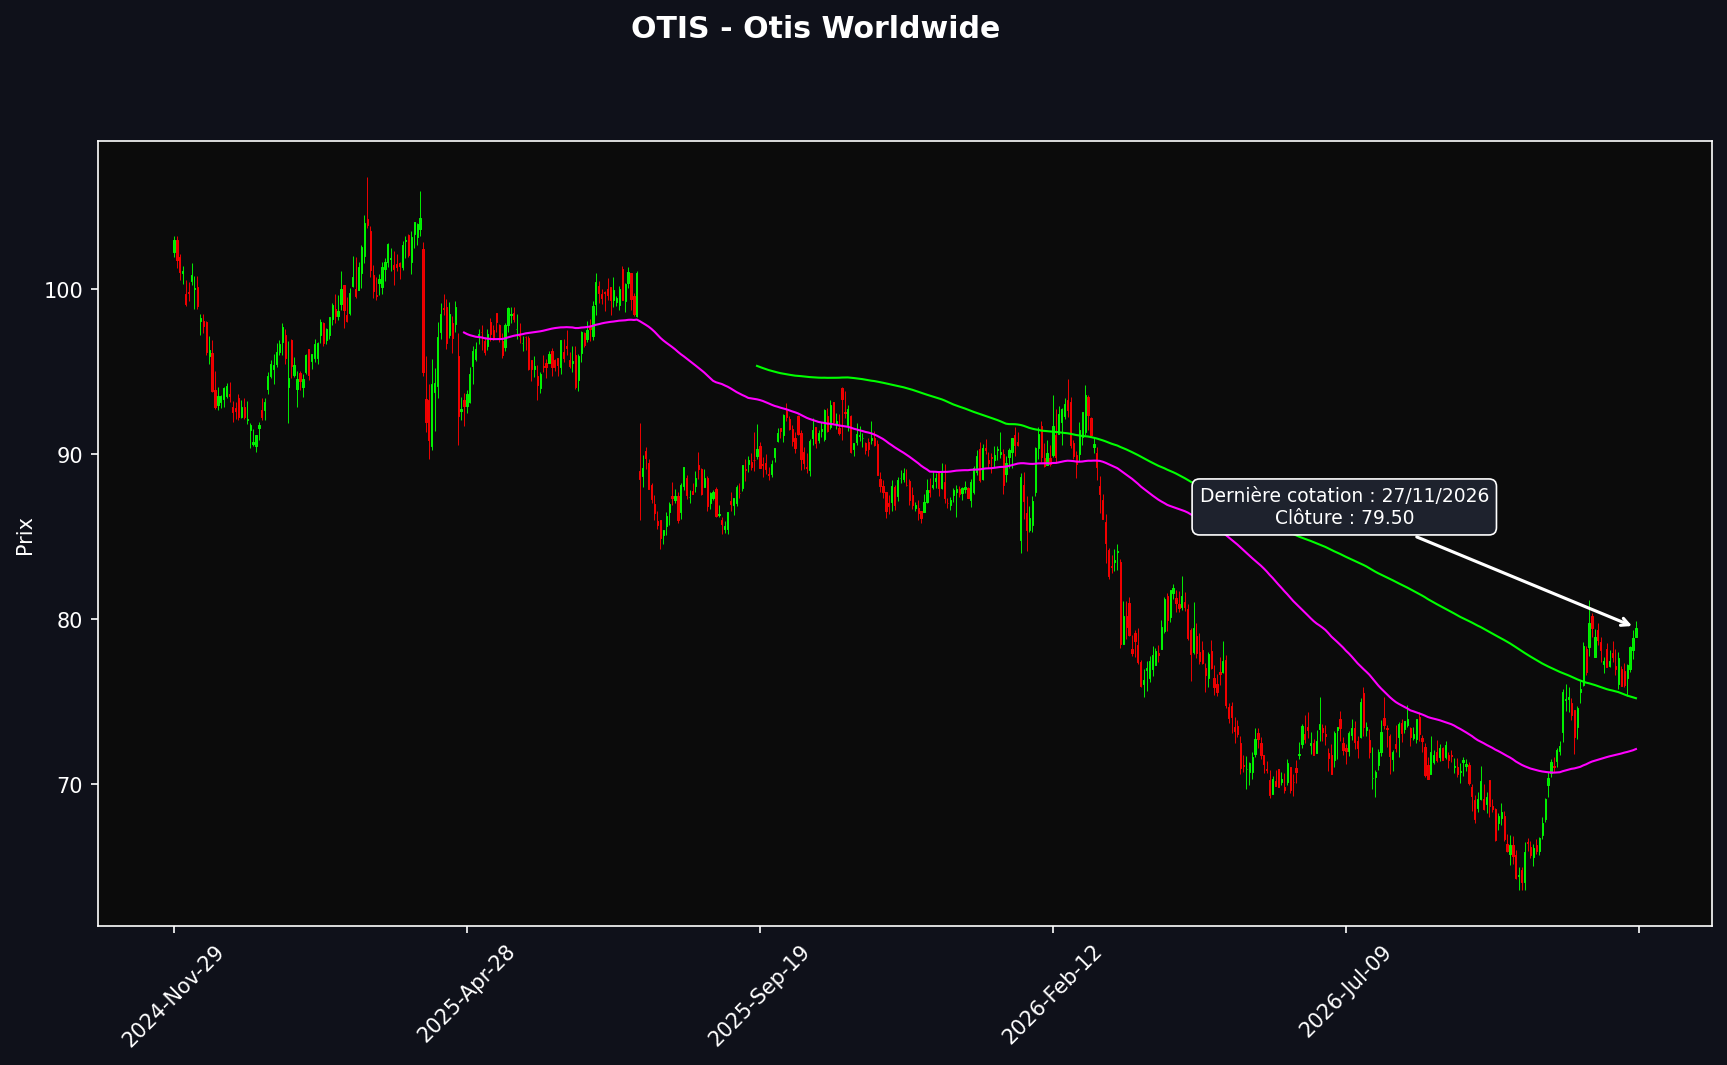 OTIS - Otis Worldwide
Prix
100
90
80
70
Dernière cotation : 27/11/2026
Clôture : 79.50
2024-Nov-29
2025-Apr-28
2025-Sep-19
2026-Feb-12
2026-Jul-09